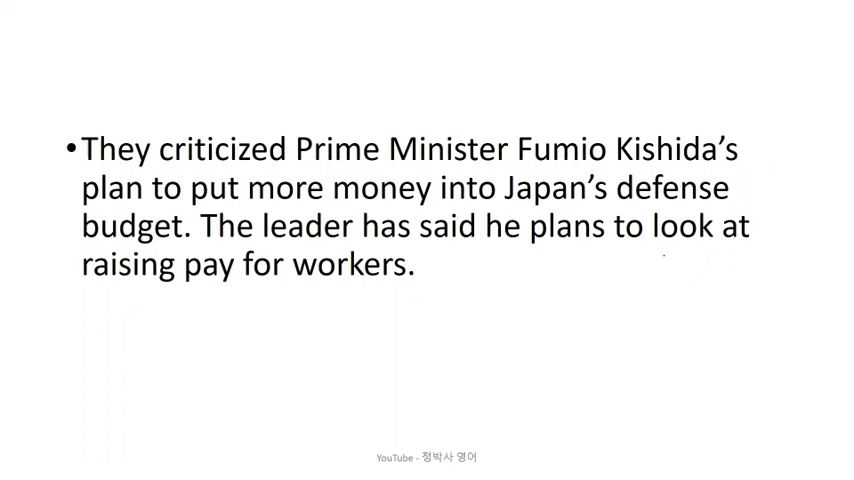 •They criticized Prime Minister Fumio Kishida’s
plan to put more money into Japan’s defense
budget. The leader has said he plans to look at
raising pay for workers.
YouTube - 정박사 영어